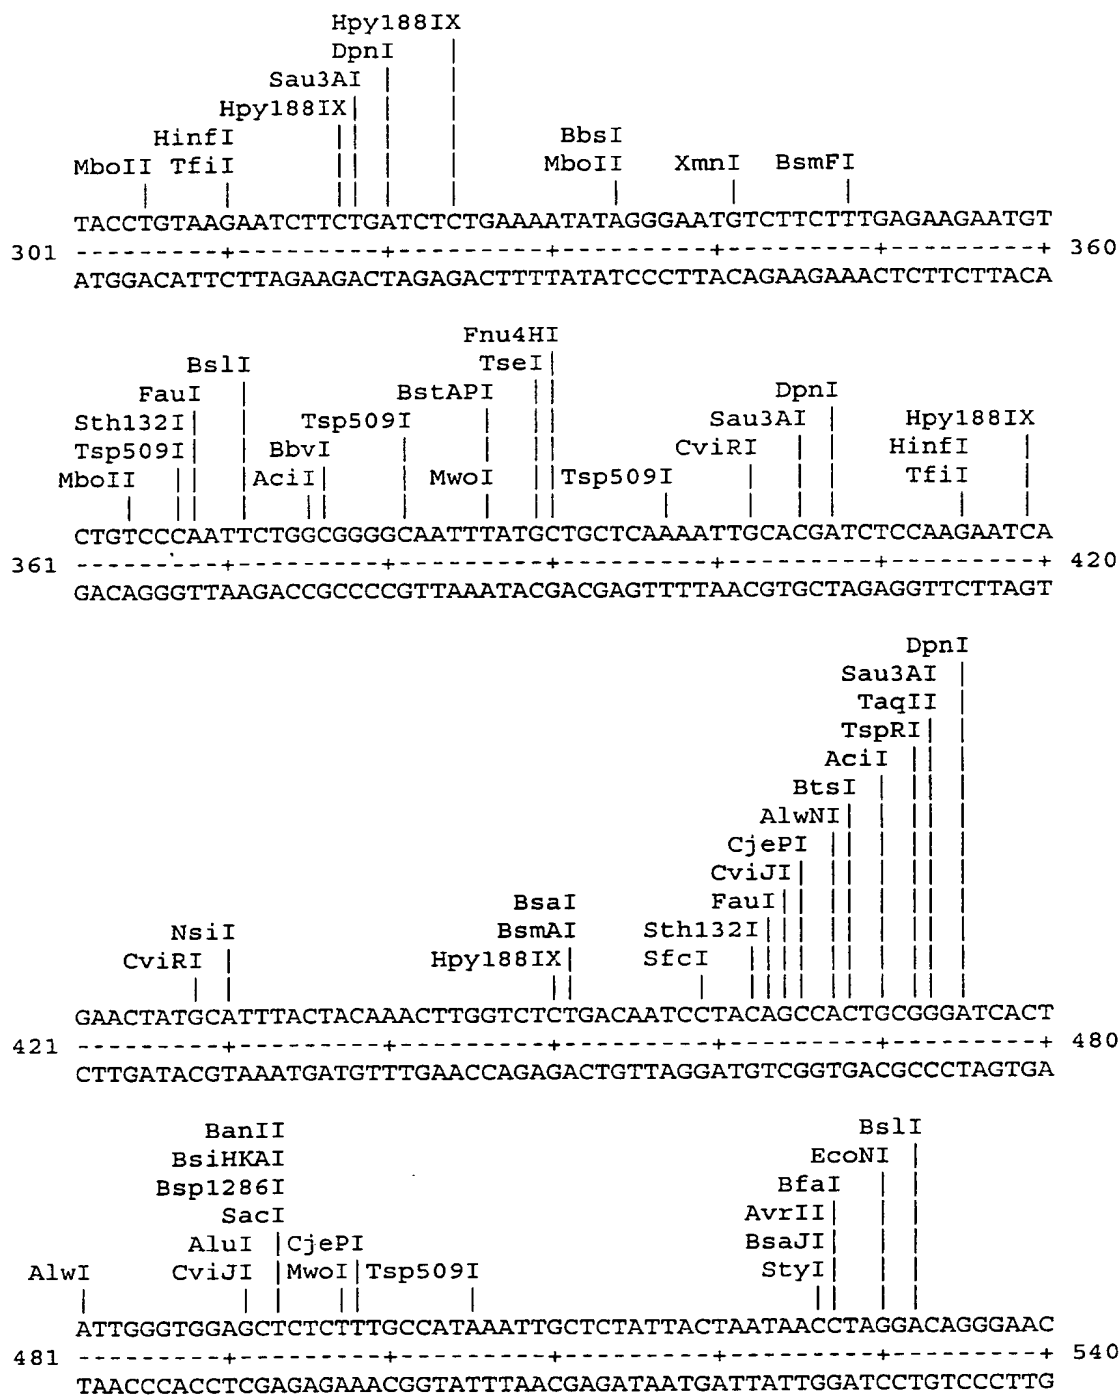 Hpy188IX
DpnI
Sau3AI
Hpy188IX
HinfI BbsI
MboII TfiI MboII XmnI BsmFI
TACCTGTAAGAATCTTCTGATCTCTGAAAATATAGGGAATGTCTTCTTTGAGAAGAATGT
301 ---------+---------+---------+---------+---------+---------+ 360
ATGGACATTCTTAGAAGACTAGAGACTTTTATATCCCTTACAGAAGAAACTCTTCTTACA
Fnu4HI
BslI TseI
FauI BstAPI DpnI
Sth132I Tsp509I Sau3AI Hpy188IX
Tsp509I BbvI CviRI HinfI
MboII AciI MwoI Tsp509I TfiI
CTGTCCCAATTCTGGCGGGGCAATTTATGCTGCTCAAAATTGCACGATCTCCAAGAATCA
361 ---------+---------+---------+---------+---------+---------+ 420
GACAGGGTTAAGACCGCCCCGTTAAATACGACGAGTTTTAACGTGCTAGAGGTTCTTAGT
DpnI
Sau3AI
TaqII
TspRI
AciI
BtsI
AlwNI
CjePI
CviJI
BsaI FauI
NsiI BsmAI Sth132I
CviRI Hpy188IX SfcI
GAACTATGCATTTACTACAAACTTGGTCTCTGACAATCCTACAGCCACTGCGGGATCACT
421 ---------+---------+---------+---------+---------+---------+ 480
CTTGATACGTAAATGATGTTTGAACCAGAGACTGTTAGGATGTCGGTGACGCCCTAGTGA
BanII BslI
BsiHKAI EcoNI
Bsp1286I BfaI
SacI AvrII
AluI CjePI BsaJI
AlwI CviJI MwoI Tsp509I StyI
ATTGGGTGGAGCTCTCTTTGCCATAAATTGCTCTATTACTAATAACCTAGGACAGGGAAC
481 ---------+---------+---------+---------+---------+---------+ 540
TAACCCACCTCGAGAGAAACGGTATTTAACGAGATAATGATTATTGGATCCTGTCCCTTG